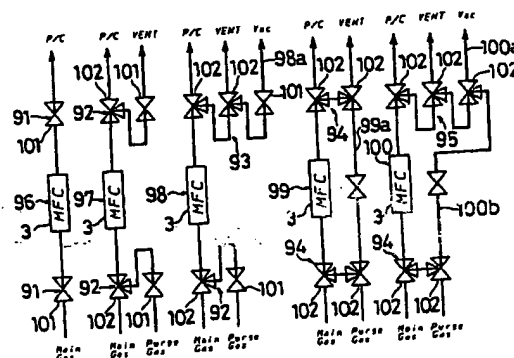 P/C P/C VENT P/C VENT Vac P/C VENT P/C VENT Vac
100a
102 101 102 102 98a 102 102 102 102
91 92 101 94 102
101 93 99a 95
100
96 97 98 99
MFC MFC MFC MFC MFC
3 3 3 3 3
100b
94 94
91 92 92 101
101 102 101 102 102 102 102 102
Main Gas Main Gas Purge Gas Main Gas Purge Gas Main Gas Purge Gas Main Gas Purge Gas